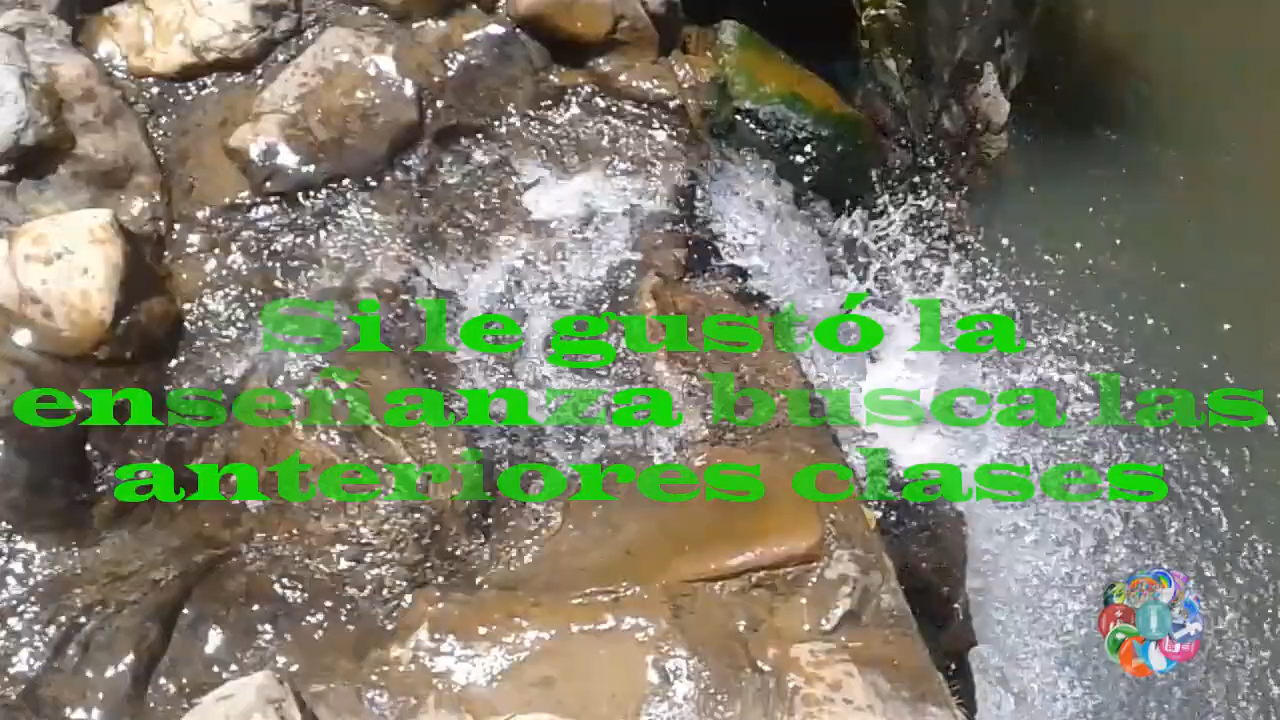 Si le gustó la
enseñanza busca las
anteriores clases